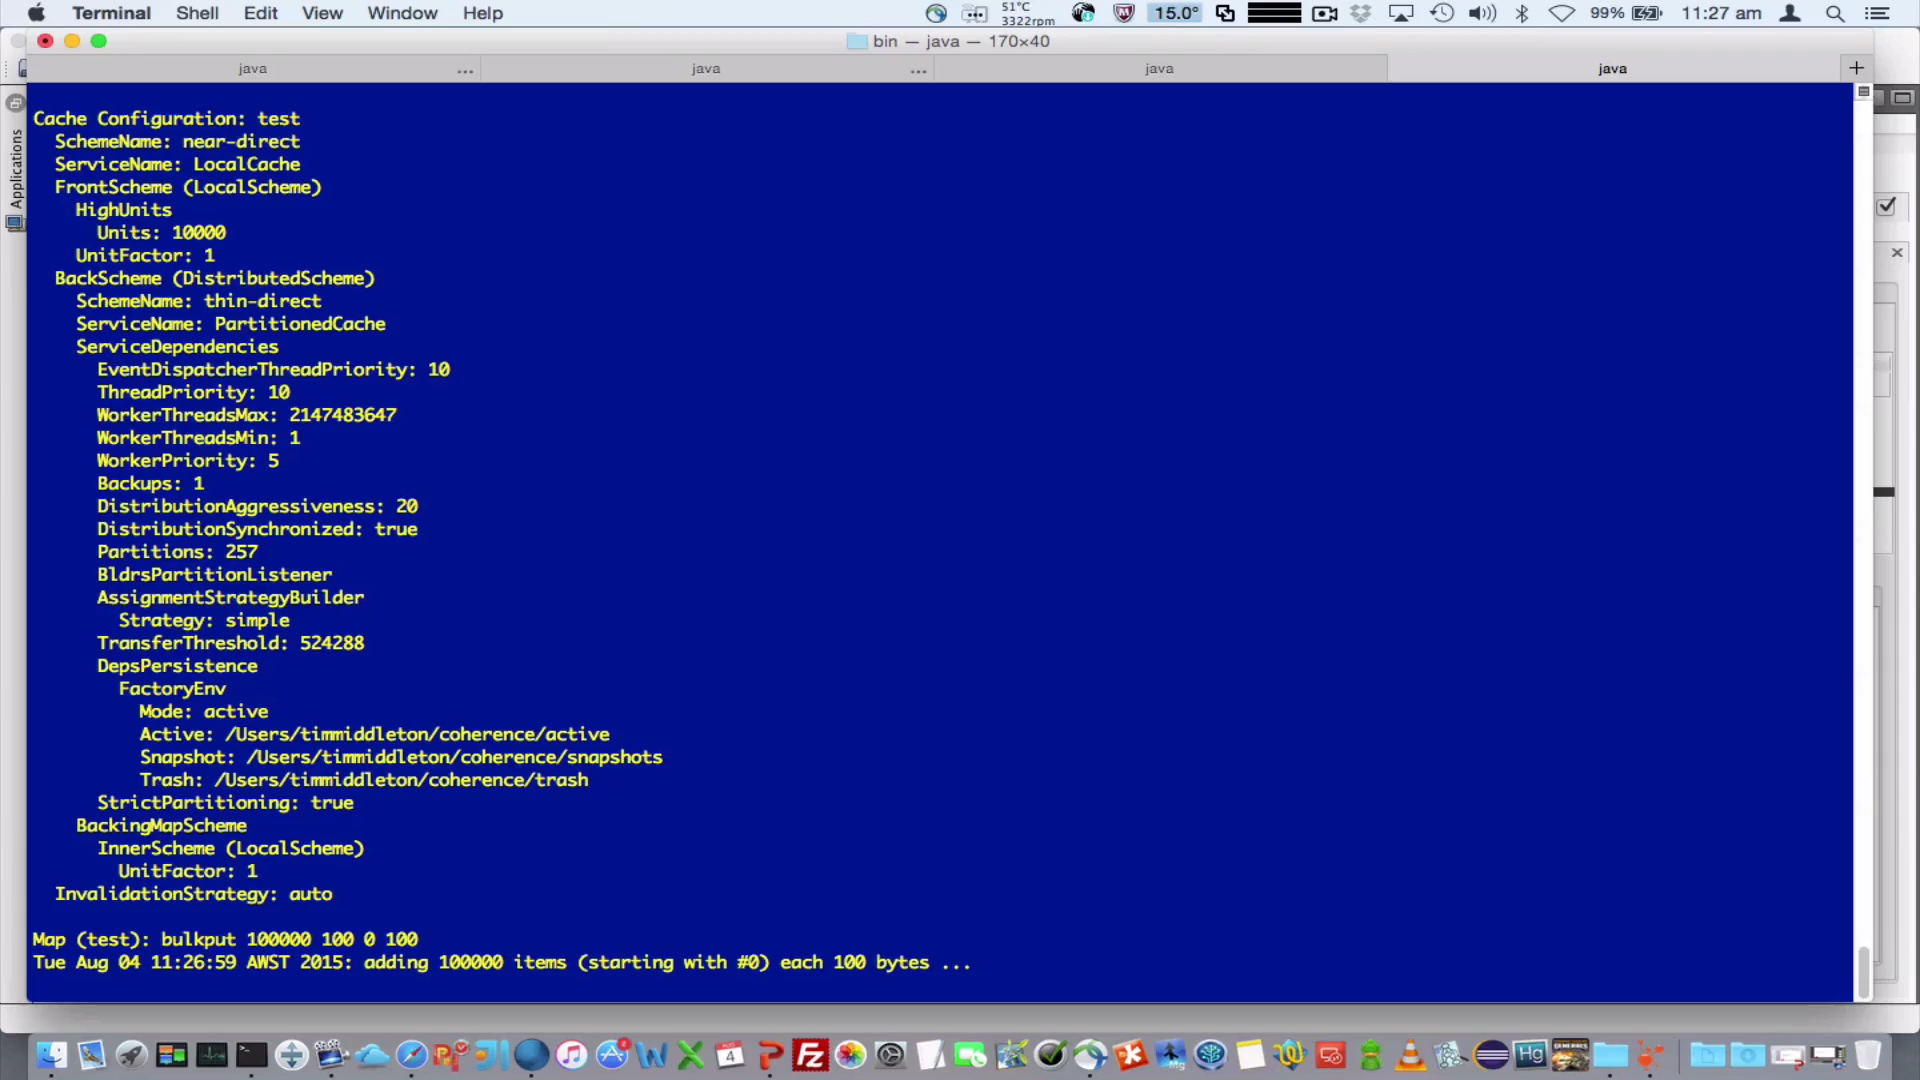 Terminal Shell Edit View Window Help 51°C 3322rpm 15.0° 99% 11:27 am
bin — java — 170×40
java ... java ... java java +
Applications
Cache Configuration: test
SchemeName: near-direct
ServiceName: LocalCache
FrontScheme (LocalScheme)
HighUnits
Units: 10000
UnitFactor: 1
BackScheme (DistributedScheme)
SchemeName: thin-direct
ServiceName: PartitionedCache
ServiceDependencies
EventDispatcherThreadPriority: 10
ThreadPriority: 10
WorkerThreadsMax: 2147483647
WorkerThreadsMin: 1
WorkerPriority: 5
Backups: 1
DistributionAggressiveness: 20
DistributionSynchronized: true
Partitions: 257
BldrsPartitionListener
AssignmentStrategyBuilder
Strategy: simple
TransferThreshold: 524288
DepsPersistence
FactoryEnv
Mode: active
Active: /Users/timmiddleton/coherence/active
Snapshot: /Users/timmiddleton/coherence/snapshots
Trash: /Users/timmiddleton/coherence/trash
StrictPartitioning: true
BackingMapScheme
InnerScheme (LocalScheme)
UnitFactor: 1
InvalidationStrategy: auto
Map (test): bulkput 100000 100 0 100
Tue Aug 04 11:26:59 AWST 2015: adding 100000 items (starting with #0) each 100 bytes ...
4 Fz Hg